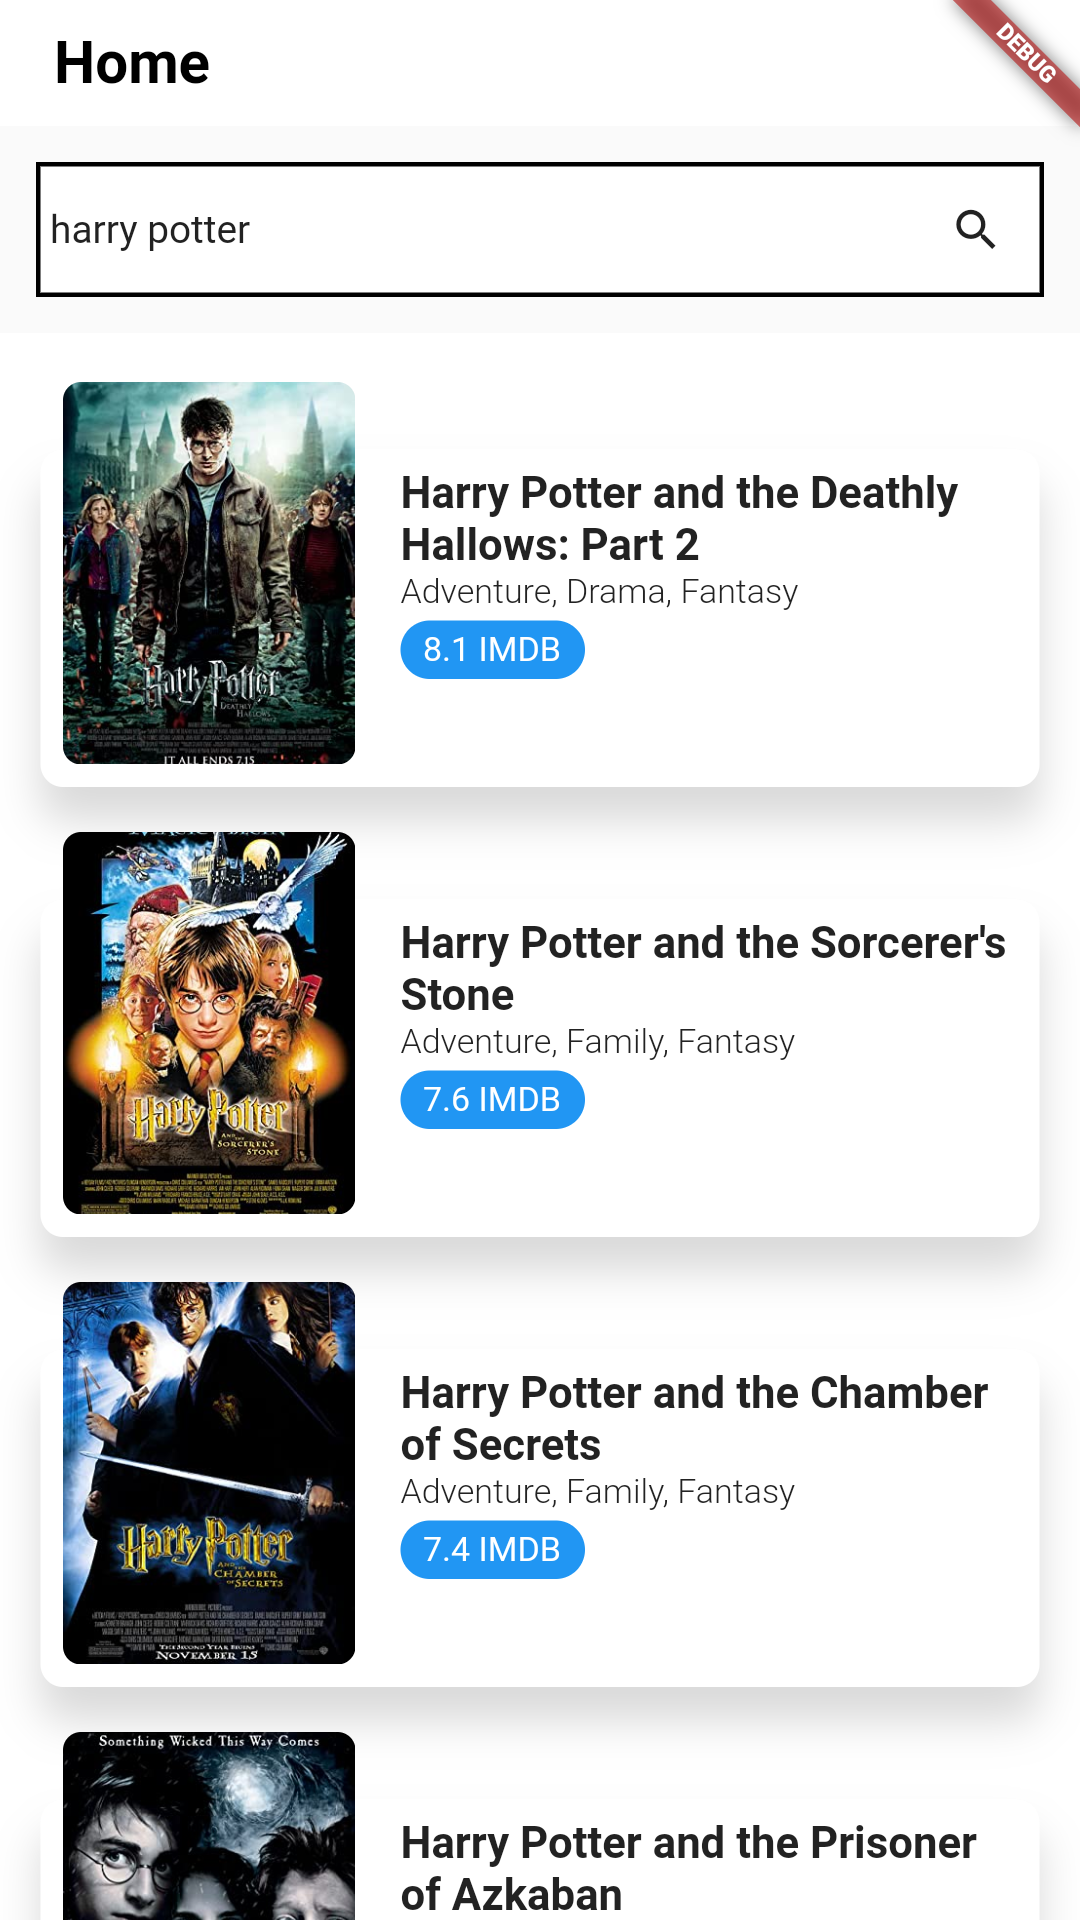 Home
DEBUG
harry potter
Harry Potter and the Deathly
Hallows: Part 2
Adventure, Drama, Fantasy
8.1 IMDB
Harry Potter
DEATHLY
HALLOWS
IT ALL ENDS 7.15
Harry Potter and the Sorcerer's
Stone
Adventure, Family, Fantasy
7.6 IMDB
Harry Potter
AND THE
SORCERER'S
STONE
Harry Potter and the Chamber
of Secrets
Adventure, Family, Fantasy
7.4 IMDB
Harry Potter
AND THE
CHAMBER
OF SECRETS
THE SECOND YEAR BEGINS
NOVEMBER 15
Something Wicked This Way Comes
Harry Potter and the Prisoner
of Azkaban